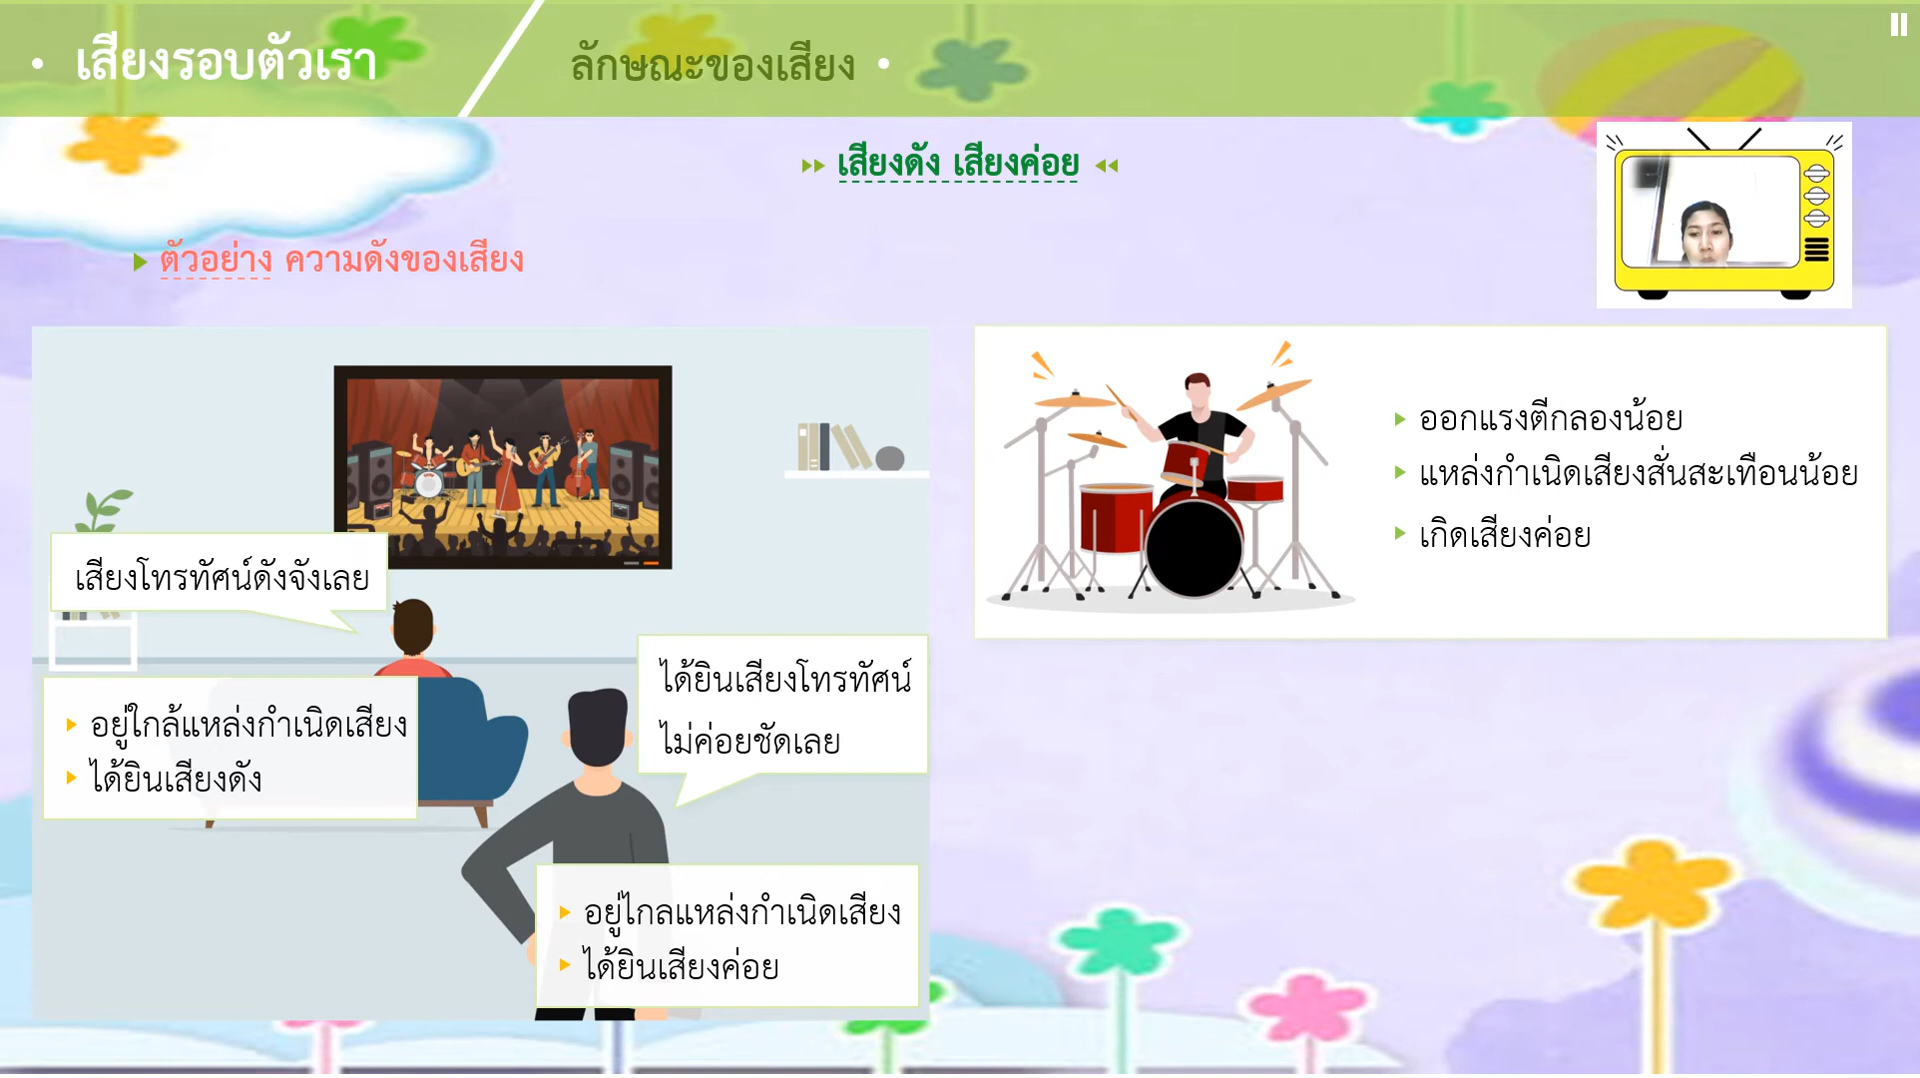 เสียงรอบตัวเรา
ลักษณะของเสียง
เสียงดัง เสียงค่อย
ตัวอย่าง ความดังของเสียง
เสียงโทรทัศน์ดังจังเลย
อยู่ใกล้แหล่งกำเนิดเสียง
ได้ยินเสียงดัง
ได้ยินเสียงโทรทัศน์
ไม่ค่อยชัดเลย
อยู่ไกลแหล่งกำเนิดเสียง
ได้ยินเสียงค่อย
ออกแรงตีกลองน้อย
แหล่งกำเนิดเสียงสั่นสะเทือนน้อย
เกิดเสียงค่อย